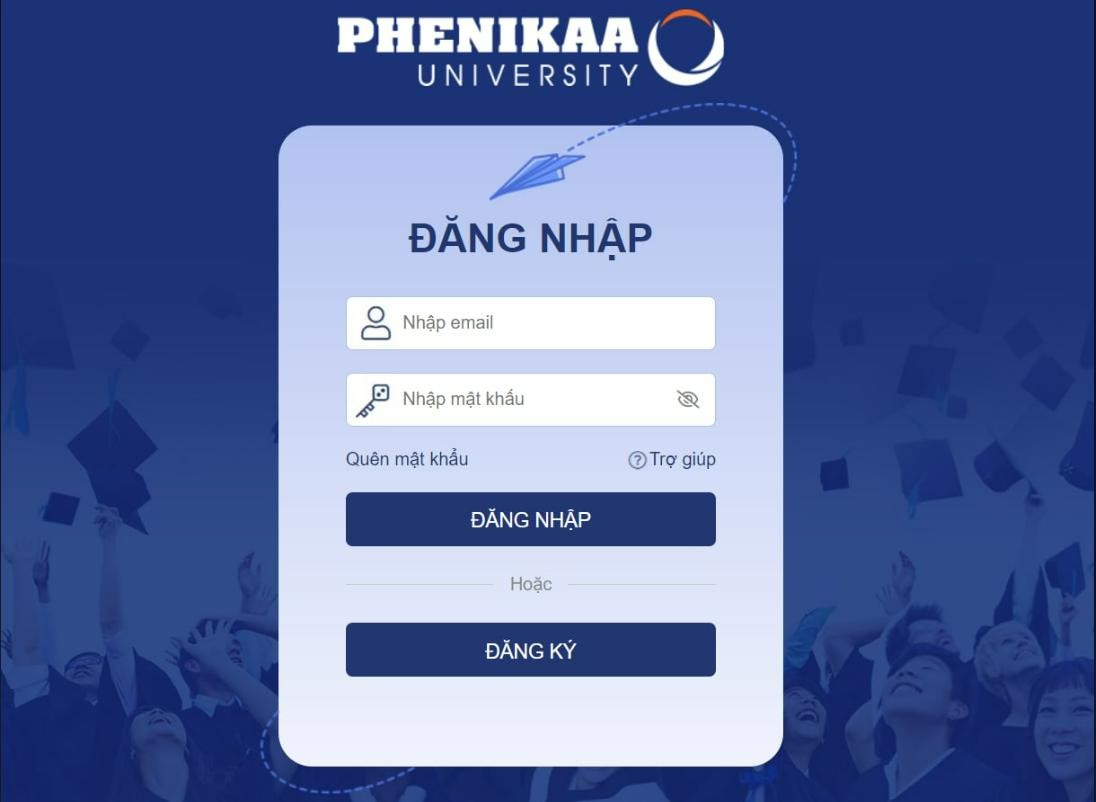 PHENIKAA
UNIVERSITY
ĐĂNG NHẬP
Nhập email
Nhập mật khẩu
Quên mật khẩu
Trợ giúp
ĐĂNG NHẬP
Hoặc
ĐĂNG KÝ